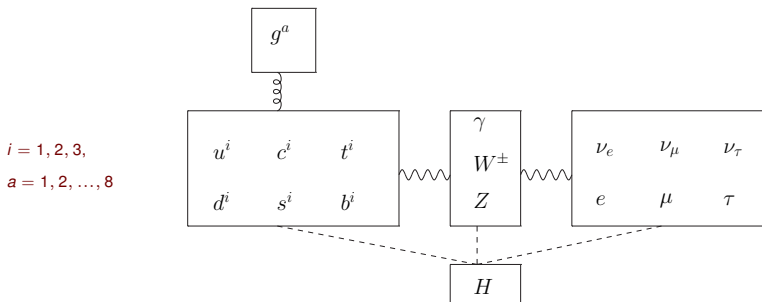 g^a
i = 1, 2, 3,
a = 1, 2, ..., 8
u^i c^i t^i
d^i s^i b^i
γ
W^±
Z
ν_e ν_μ ν_τ
e μ τ
H